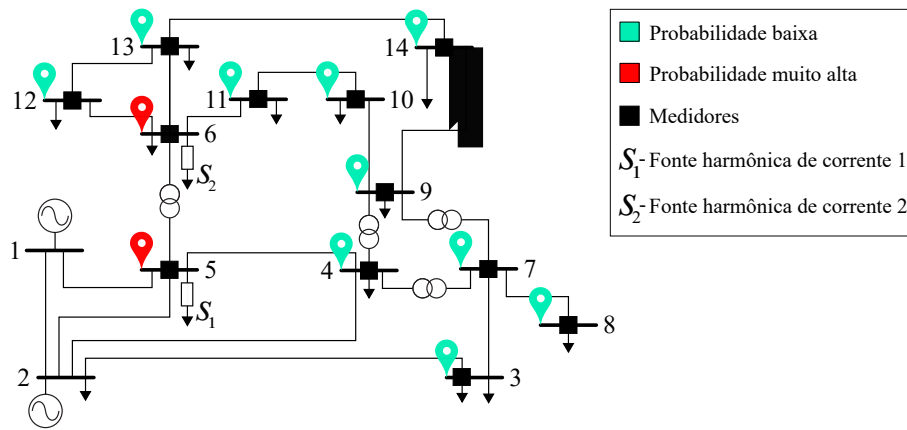 13
14
12
11
10
6
S2
9
1
5
4
7
S1
8
2
3
Probabilidade baixa
Probabilidade muito alta
Medidores
S1- Fonte harmônica de corrente 1
S2- Fonte harmônica de corrente 2